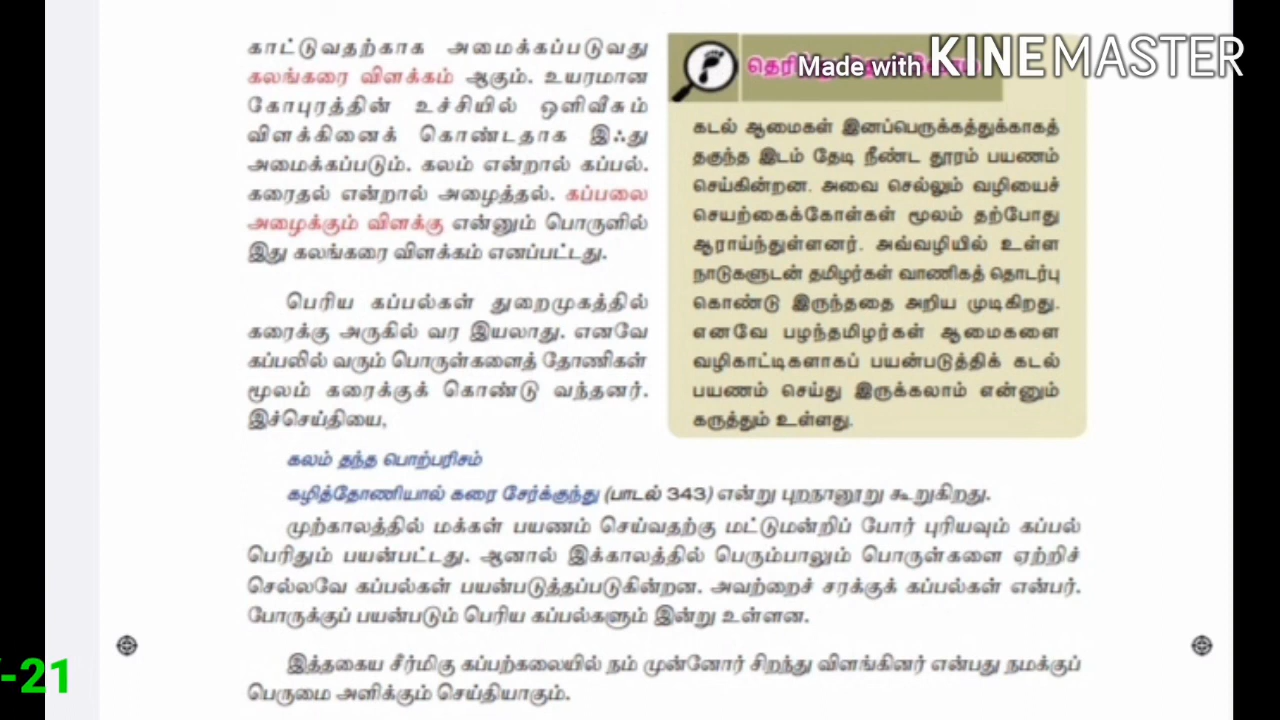 காட்டுவதற்காக அமைக்கப்படுவது
கலங்கரை விளக்கம் ஆகும். உயரமான
கோபுரத்தின் உச்சியில் ஒளிவீசும்
விளக்கினைக் கொண்டதாக இஃது
அமைக்கப்படும். கலம் என்றால் கப்பல்.
கரைதல் என்றால் அழைத்தல். கப்பலை
அழைக்கும் விளக்கு என்னும் பொருளில்
இது கலங்கரை விளக்கம் எனப்பட்டது.
பெரிய கப்பல்கள் துறைமுகத்தில்
கரைக்கு அருகில் வர இயலாது. எனவே
கப்பலில் வரும் பொருள்களைத் தோணிகள்
மூலம் கரைக்குக் கொண்டு வந்தனர்.
இச்செய்தியை,
Made with KINEMASTER
கடல் ஆமைகள் இனப்பெருக்கத்துக்காகத்
தகுந்த இடம் தேடி நீண்ட தூரம் பயணம்
செய்கின்றன. அவை செல்லும் வழியைச்
செயற்கைக்கோள்கள் மூலம் தற்போது
ஆராய்ந்துள்ளனர். அவ்வழியில் உள்ள
நாடுகளுடன் தமிழர்கள் வாணிகத் தொடர்பு
கொண்டு இருந்ததை அறிய முடிகிறது.
எனவே பழந்தமிழர்கள் ஆமைகளை
வழிகாட்டிகளாகப் பயன்படுத்திக் கடல்
பயணம் செய்து இருக்கலாம் என்னும்
கருத்தும் உள்ளது.
கலம் தந்த பொற்பரிசம்
கழித்தோணியால் கரை சேர்க்குந்து (பாடல் 343) என்று புறநானூறு கூறுகிறது.
முற்காலத்தில் மக்கள் பயணம் செய்வதற்கு மட்டுமன்றிப் போர் புரியவும் கப்பல்
பெரிதும் பயன்பட்டது. ஆனால் இக்காலத்தில் பெரும்பாலும் பொருள்களை ஏற்றிச்
செல்லவே கப்பல்கள் பயன்படுத்தப்படுகின்றன. அவற்றைச் சரக்குக் கப்பல்கள் என்பர்.
போருக்குப் பயன்படும் பெரிய கப்பல்களும் இன்று உள்ளன.
இத்தகைய சீர்மிகு கப்பற்கலையில் நம் முன்னோர் சிறந்து விளங்கினர் என்பது நமக்குப்
பெருமை அளிக்கும் செய்தியாகும்.
-21